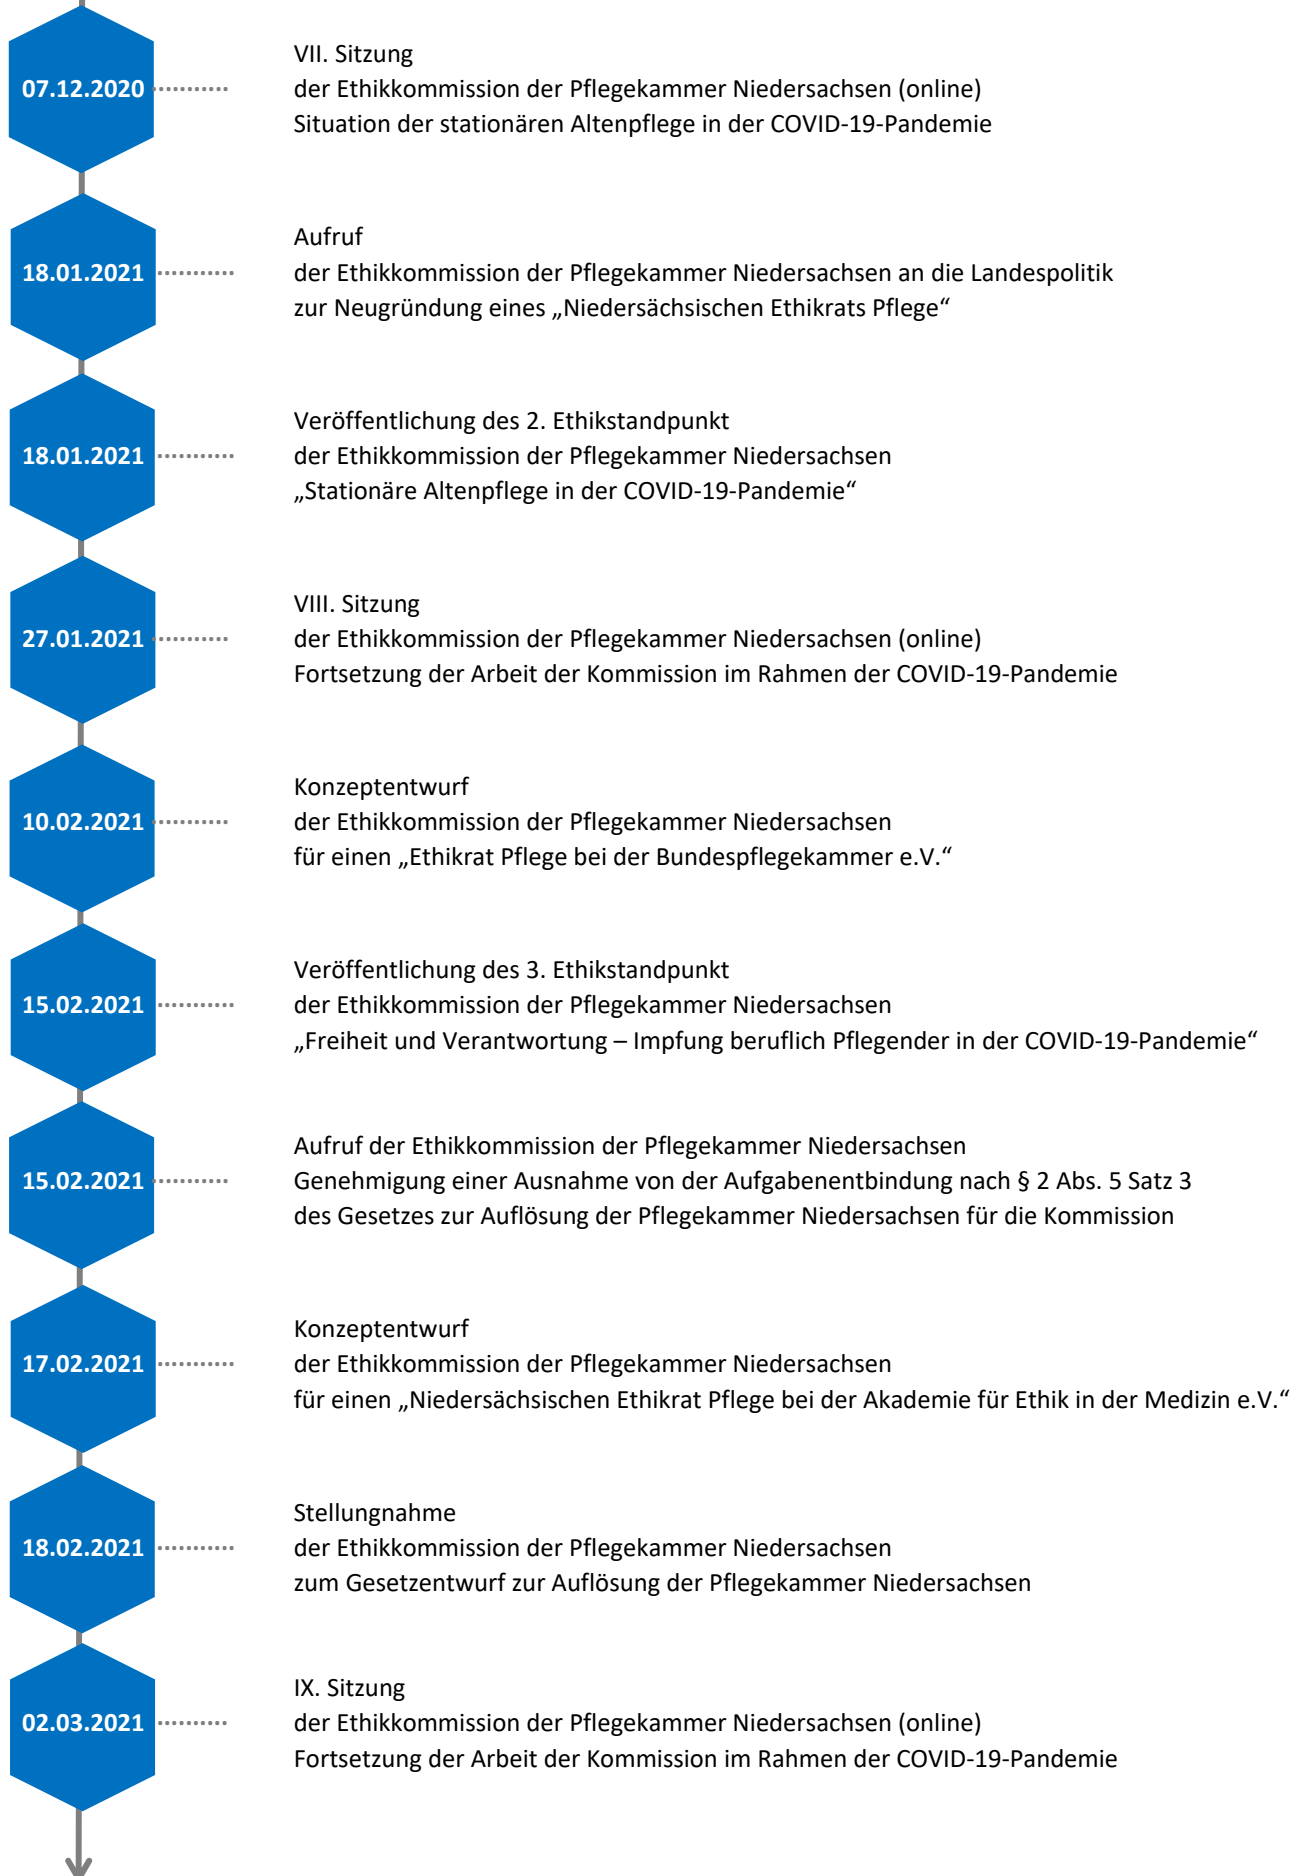 07.12.2020
VII. Sitzung
der Ethikkommission der Pflegekammer Niedersachsen (online)
Situation der stationären Altenpflege in der COVID-19-Pandemie
18.01.2021
Aufruf
der Ethikkommission der Pflegekammer Niedersachsen an die Landespolitik
zur Neugründung eines „Niedersächsischen Ethikrats Pflege“
18.01.2021
Veröffentlichung des 2. Ethikstandpunkt
der Ethikkommission der Pflegekammer Niedersachsen
„Stationäre Altenpflege in der COVID-19-Pandemie“
27.01.2021
VIII. Sitzung
der Ethikkommission der Pflegekammer Niedersachsen (online)
Fortsetzung der Arbeit der Kommission im Rahmen der COVID-19-Pandemie
10.02.2021
Konzeptentwurf
der Ethikkommission der Pflegekammer Niedersachsen
für einen „Ethikrat Pflege bei der Bundespflegekammer e.V.“
15.02.2021
Veröffentlichung des 3. Ethikstandpunkt
der Ethikkommission der Pflegekammer Niedersachsen
„Freiheit und Verantwortung – Impfung beruflich Pflegender in der COVID-19-Pandemie“
15.02.2021
Aufruf der Ethikkommission der Pflegekammer Niedersachsen
Genehmigung einer Ausnahme von der Aufgabenentbindung nach § 2 Abs. 5 Satz 3
des Gesetzes zur Auflösung der Pflegekammer Niedersachsen für die Kommission
17.02.2021
Konzeptentwurf
der Ethikkommission der Pflegekammer Niedersachsen
für einen „Niedersächsischen Ethikrat Pflege bei der Akademie für Ethik in der Medizin e.V.“
18.02.2021
Stellungnahme
der Ethikkommission der Pflegekammer Niedersachsen
zum Gesetzentwurf zur Auflösung der Pflegekammer Niedersachsen
02.03.2021
IX. Sitzung
der Ethikkommission der Pflegekammer Niedersachsen (online)
Fortsetzung der Arbeit der Kommission im Rahmen der COVID-19-Pandemie